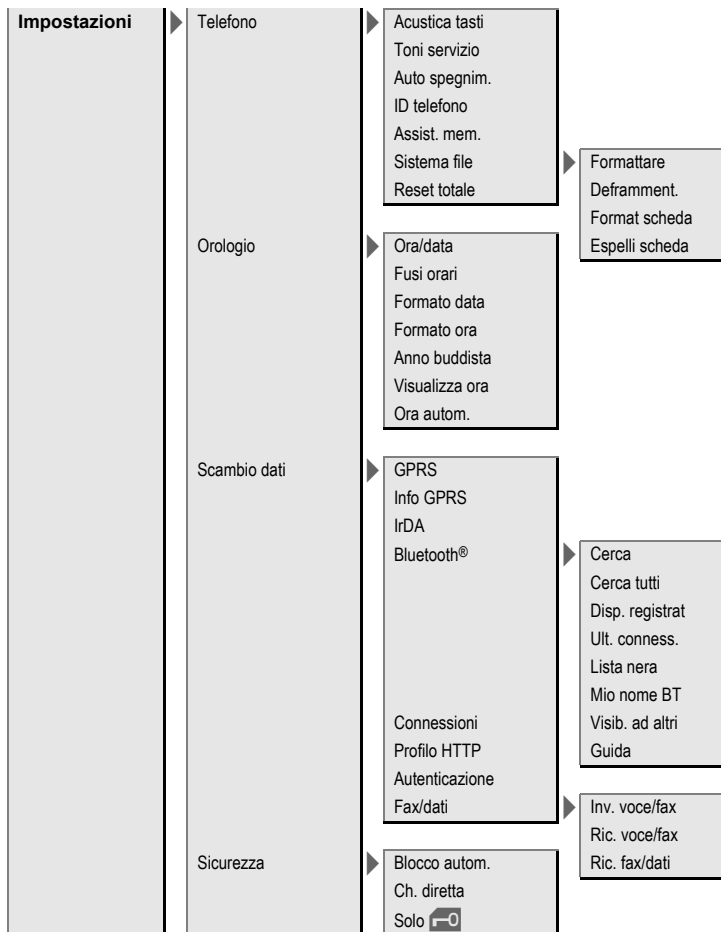 Impostazioni
Telefono
Acustica tasti
Toni servizio
Auto spegnim.
ID telefono
Assist. mem.
Sistema file
Formattare
Reset totale
Deframment.
Format scheda
Orologio
Ora/data
Espelli scheda
Fusi orari
Formato data
Formato ora
Anno buddista
Visualizza ora
Ora autom.
Scambio dati
GPRS
Info GPRS
IrDA
Bluetooth®
Cerca
Cerca tutti
Disp. registrat
Ult. conness.
Lista nera
Mio nome BT
Connessioni
Visib. ad altri
Profilo HTTP
Guida
Autenticazione
Fax/dati
Inv. voce/fax
Ric. voce/fax
Sicurezza
Blocco autom.
Ric. fax/dati
Ch. diretta
Solo